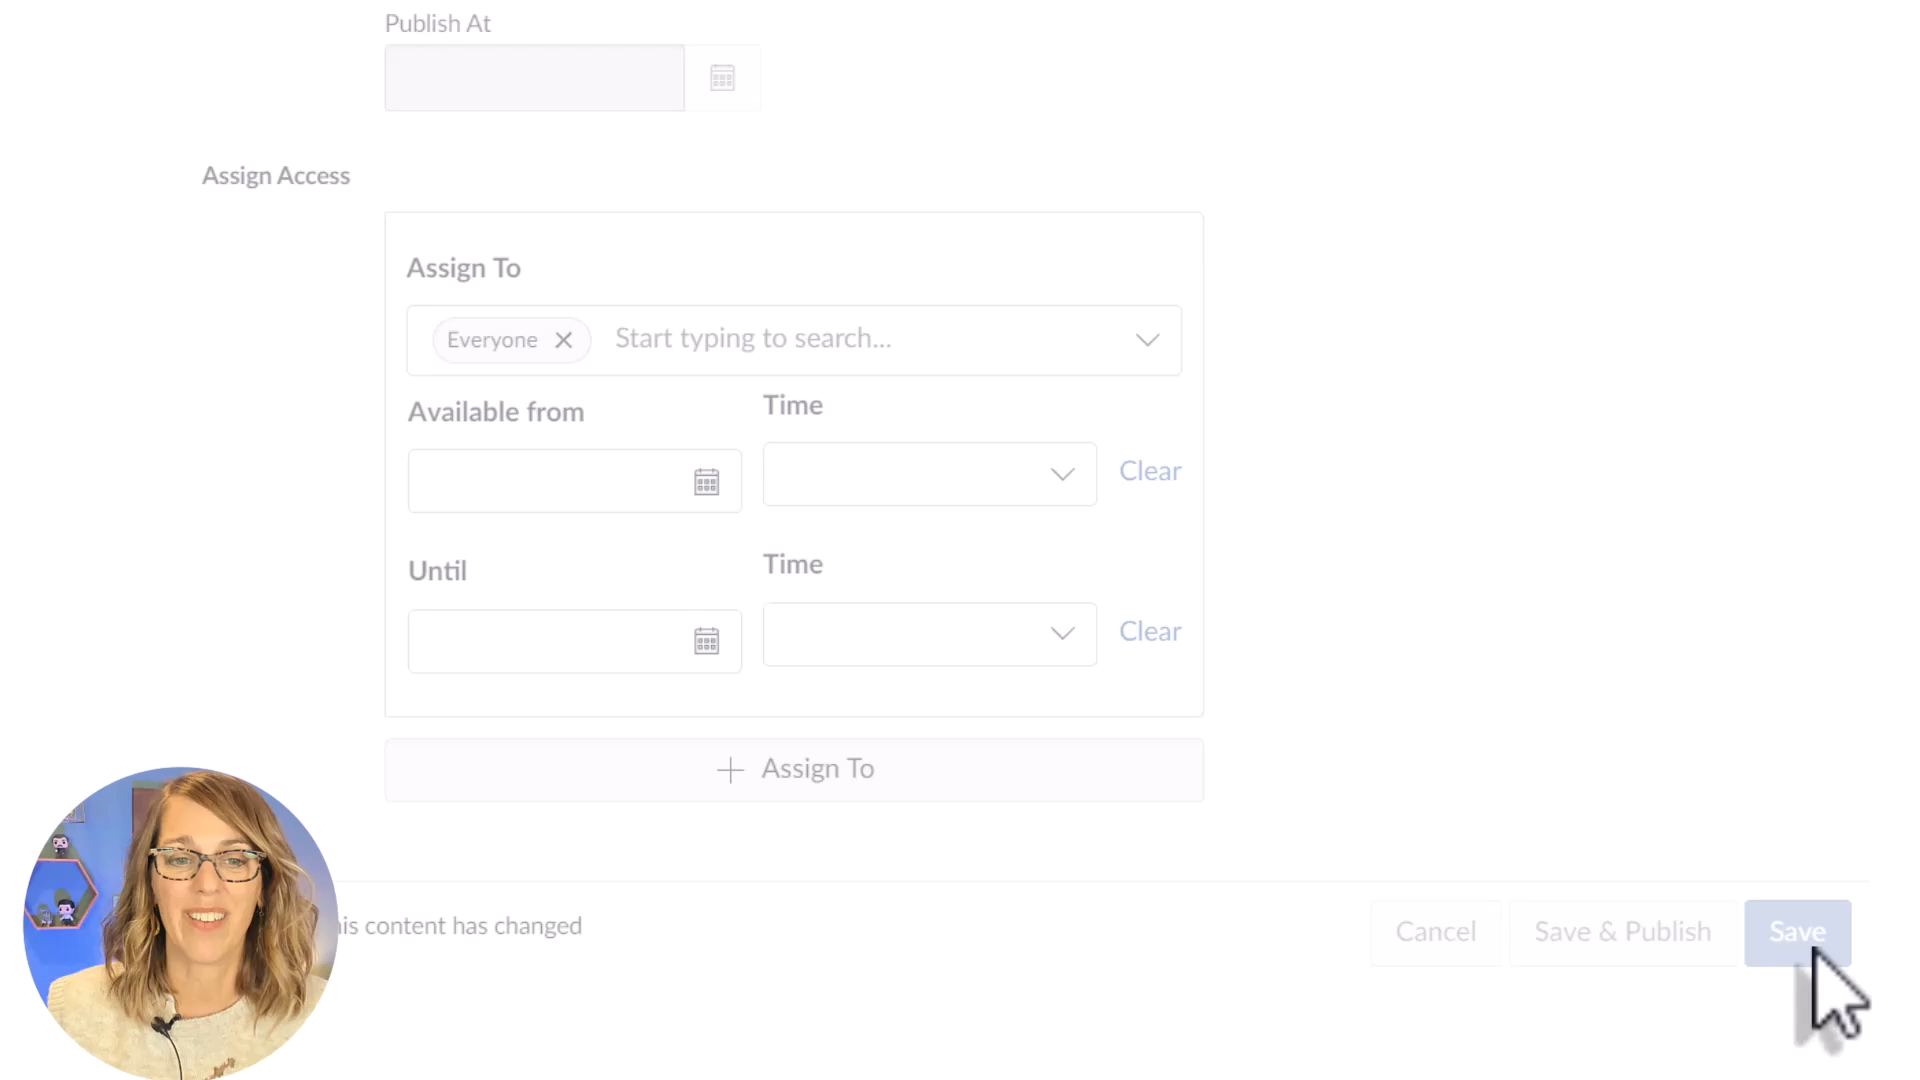 Publish At
Assign Access
Assign To
Everyone Start typing to search...
Available from Time
Clear
Until Time
Clear
Assign To
content has changed
Cancel Save & Publish Save